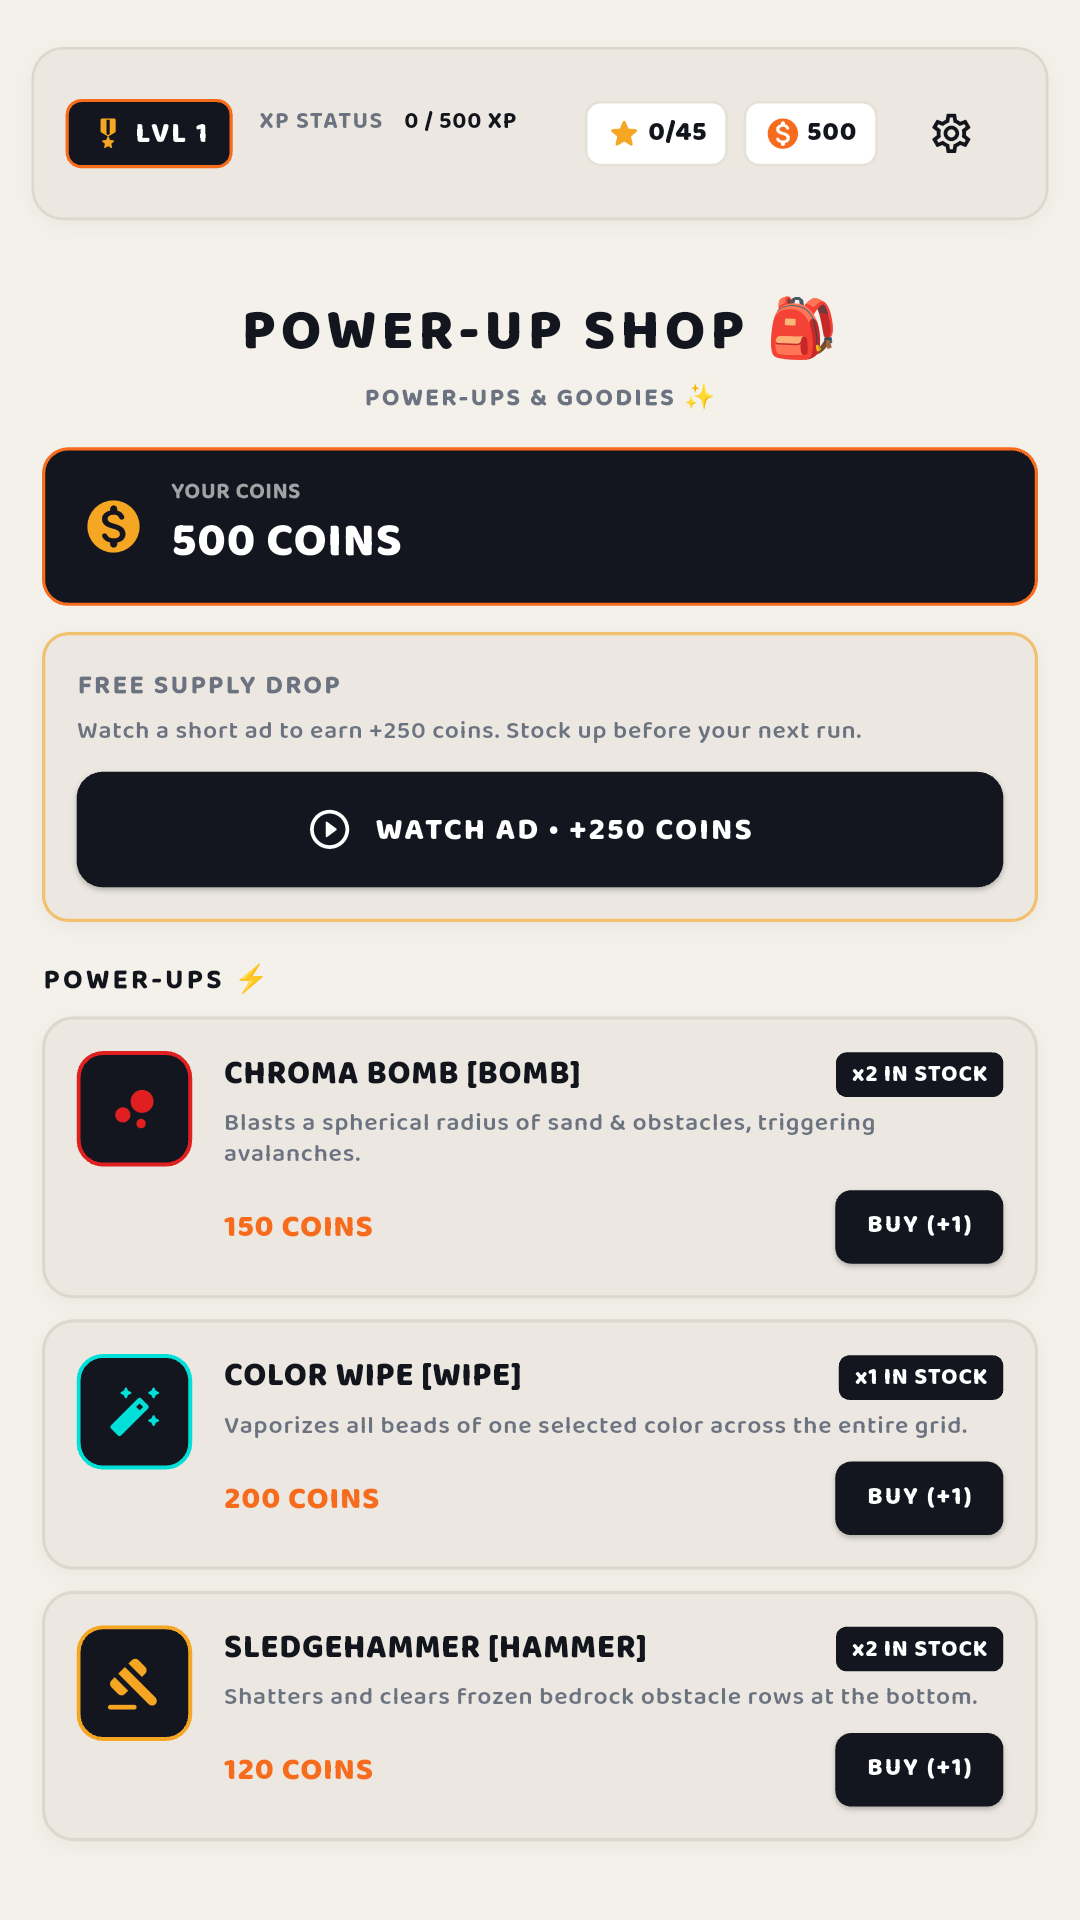 LVL 1
XP STATUS 0 / 500 XP
0/45
500
POWER-UP SHOP 🎒
POWER-UPS & GOODIES ✨
YOUR COINS
500 COINS
FREE SUPPLY DROP
Watch a short ad to earn +250 coins. Stock up before your next run.
WATCH AD • +250 COINS
POWER-UPS ⚡
CHROMA BOMB [BOMB]
x2 IN STOCK
Blasts a spherical radius of sand & obstacles, triggering
avalanches.
150 COINS
BUY (+1)
COLOR WIPE [WIPE]
x1 IN STOCK
Vaporizes all beads of one selected color across the entire grid.
200 COINS
BUY (+1)
SLEDGEHAMMER [HAMMER]
x2 IN STOCK
Shatters and clears frozen bedrock obstacle rows at the bottom.
120 COINS
BUY (+1)